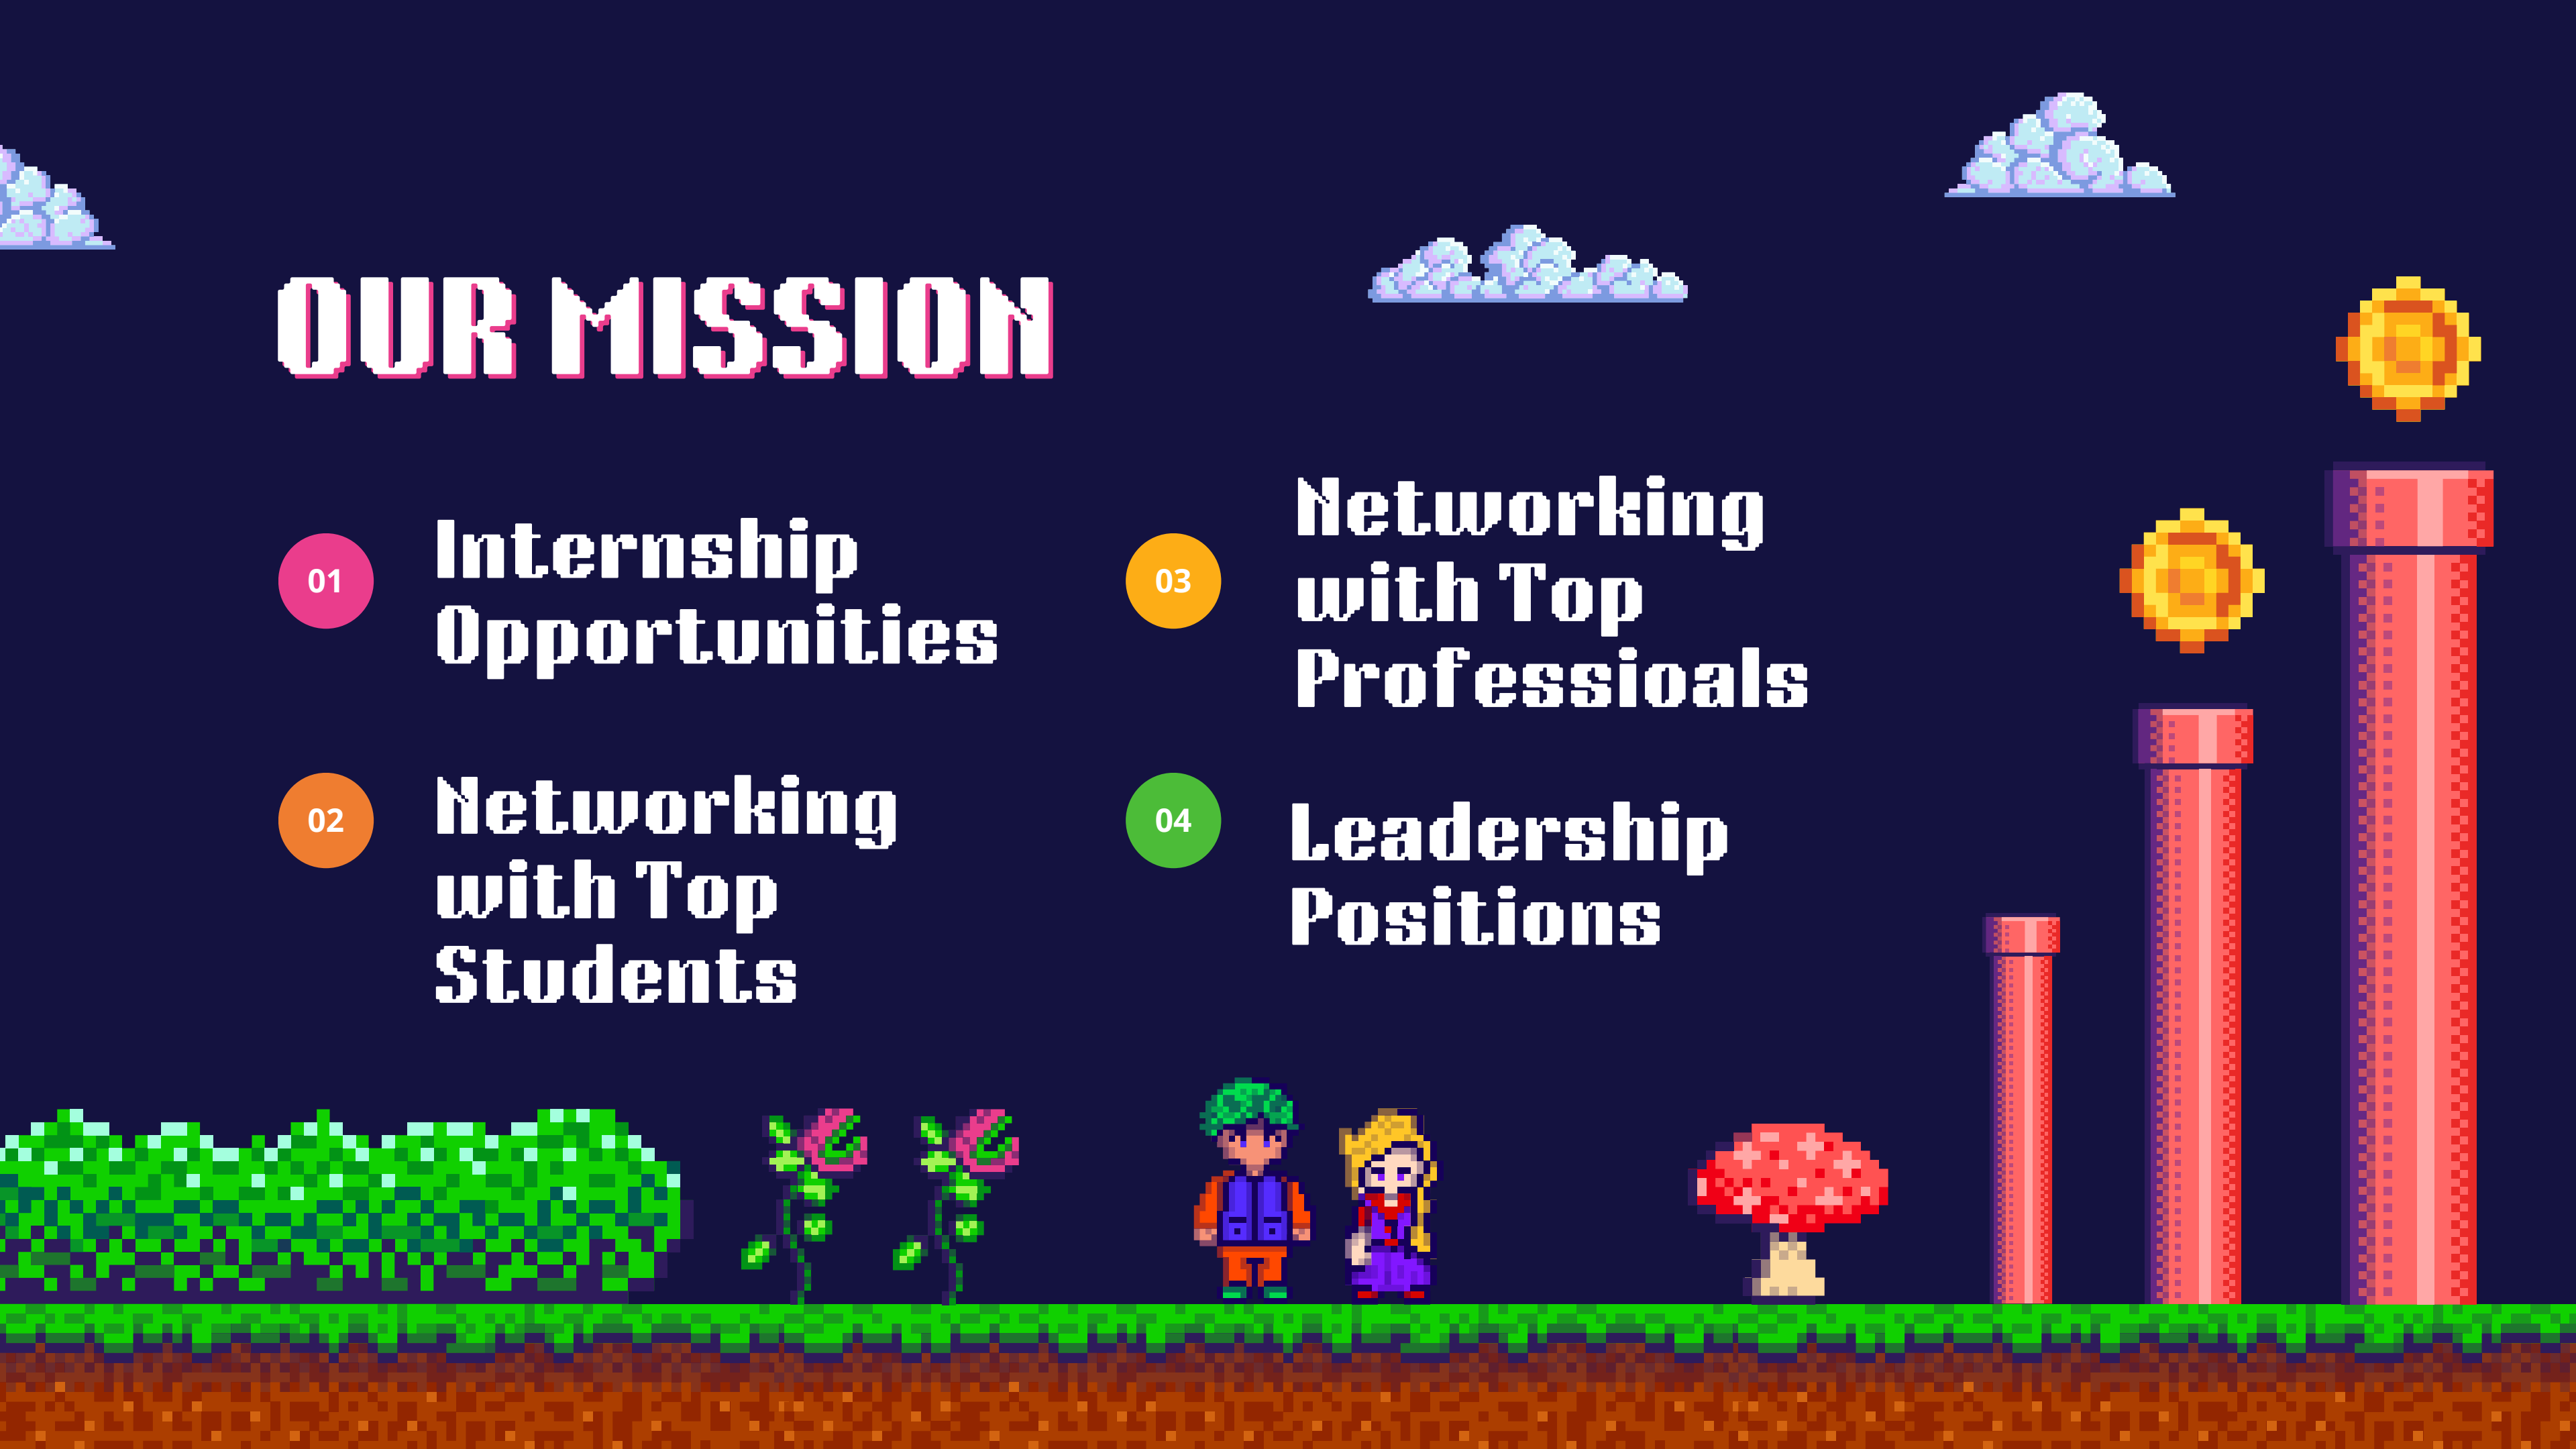 OUR MISSION
01
Internship
Opportunities
02
Networking
with Top
Students
03
Networking
with Top
Professioals
04
Leadership
Positions